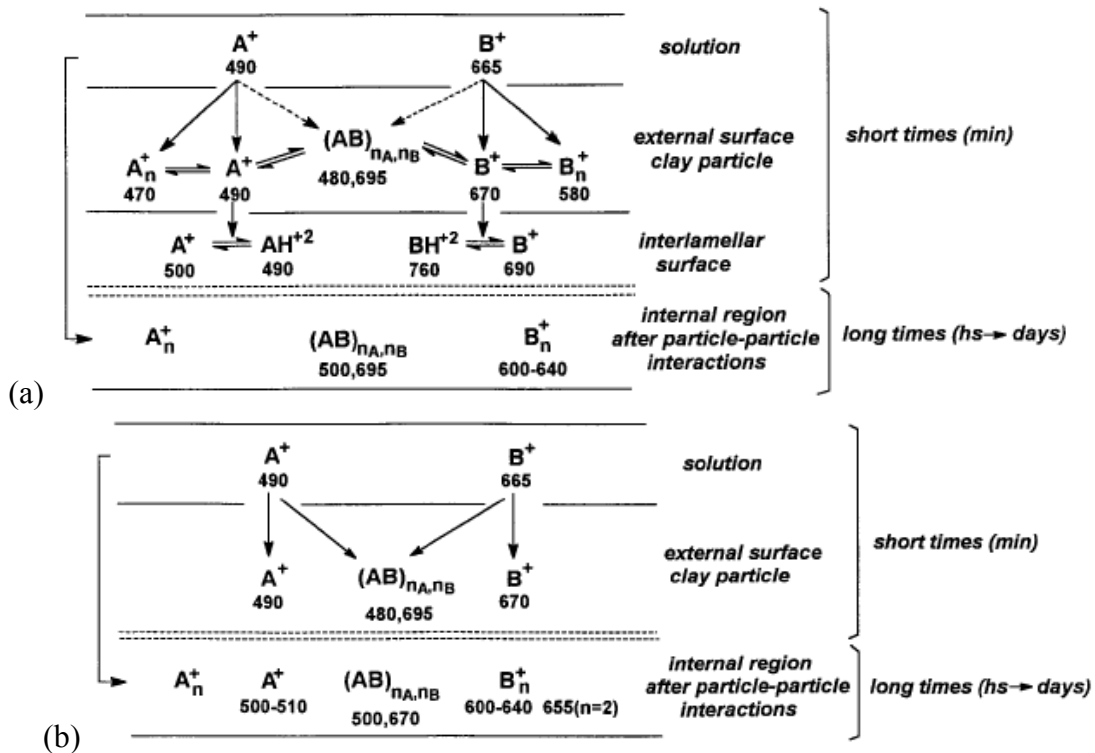 A⁺ B⁺ solution
490 665
(AB)ₙA,ₙB external surface
clay particle short times (min)
Aₙ⁺ A⁺ 480,695 B⁺ Bₙ⁺
470 490 670 580
A⁺ AH⁺² BH⁺² B⁺ interlamellar
500 490 760 690 surface
Aₙ⁺ (AB)ₙA,ₙB Bₙ⁺ internal region
after particle-particle long times (hs→ days)
500,695 600-640 interactions
(a)
A⁺ B⁺ solution
490 665
short times (min)
external surface
A⁺ (AB)ₙA,ₙB B⁺ clay particle
490 480,695 670
Aₙ⁺ A⁺ (AB)ₙA,ₙB Bₙ⁺ internal region
500-510 500,670 600-640 655(n=2) after particle-particle long times (hs→ days)
interactions
(b)